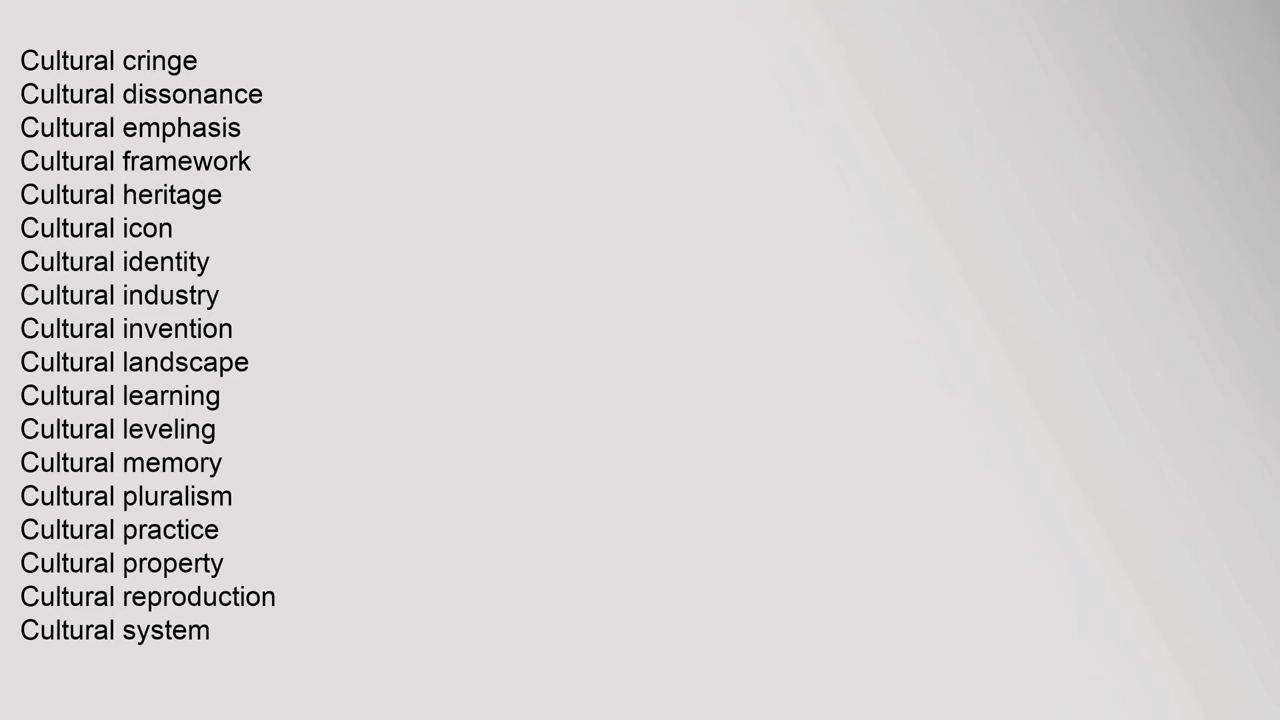 Cultural cringe
Cultural dissonance
Cultural emphasis
Cultural framework
Cultural heritage
Cultural icon
Cultural identity
Cultural industry
Cultural invention
Cultural landscape
Cultural learning
Cultural leveling
Cultural memory
Cultural pluralism
Cultural practice
Cultural property
Cultural reproduction
Cultural system